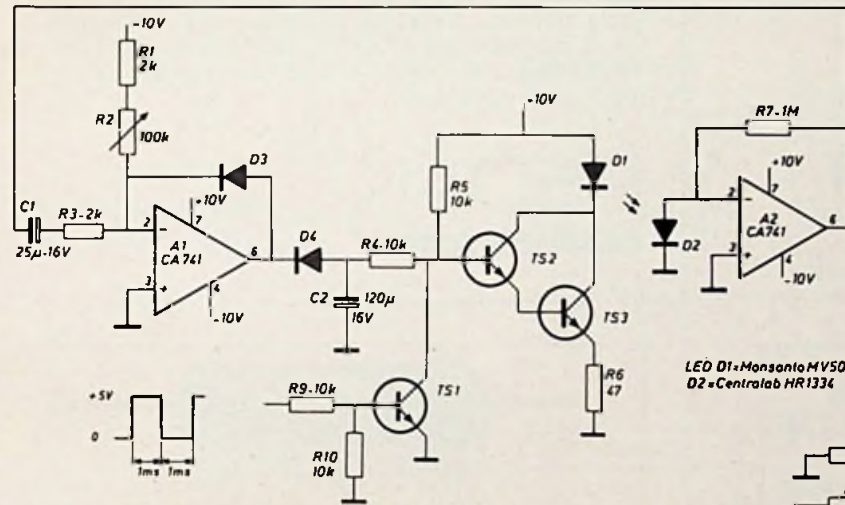 -10V
R1
2k
R2
100k
D3
C1
R3-2k
25µ-16V
+10V
2
7
A1
CA741
6
3
4
-10V
D4
R4-10k
C2
120µ
16V
+10V
R5
10k
D1
TS2
TS3
R6
47
R7-1M
+10V
2
7
A2
CA741
6
3
4
-10V
D2
LED D1=Monsanto MV50
D2=Centralab HR1334
+5V
0
1ms
1ms
R9-10k
TS1
R10
10k